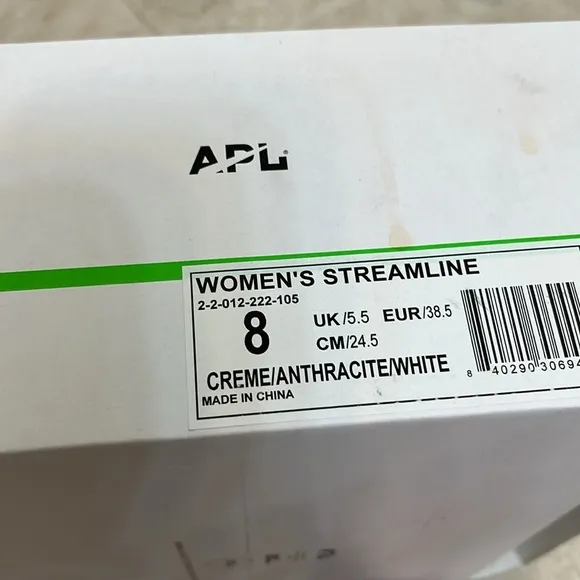 APL
WOMEN'S STREAMLINE
2-2-012-222-105
8
UK/5.5 EUR/38.5
CM/24.5
CREME/ANTHRACITE/WHITE
MADE IN CHINA
8 40290 30694